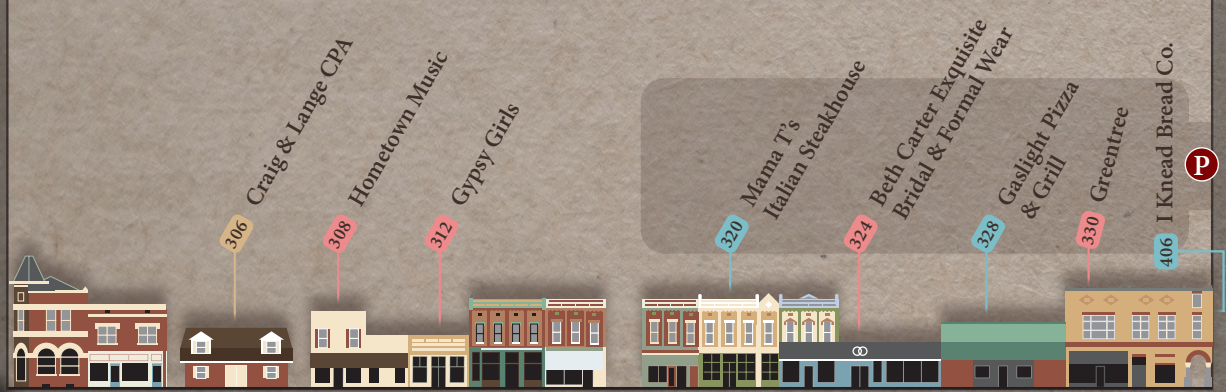 306
Craig & Lange CPA
308
Hometown Music
312
Gypsy Girls
320
Mama T's
Italian Steakhouse
324
Beth Carter Exquisite
Bridal & Formal Wear
328
Gaslight Pizza
& Grill
330
Greentree
406
I Knead Bread Co.
P